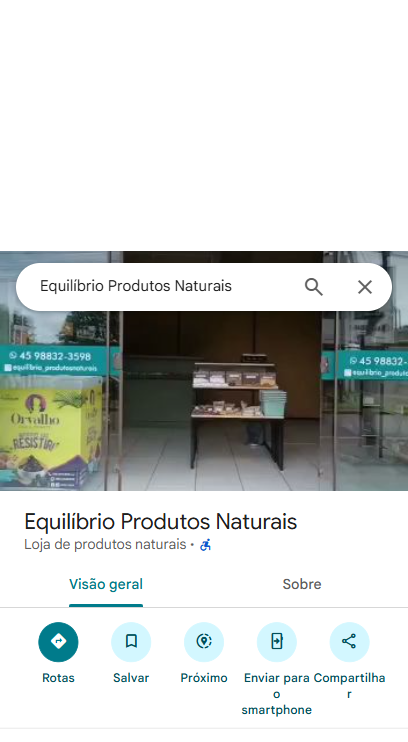 Equilíbrio Produtos Naturais
45 98832-3598
equilibrio_produtosnaturais
45 98832-
equilibrio_produto
Orvalho
RESISTIR!
Equilíbrio Produtos Naturais
Loja de produtos naturais •
Visão geral
Sobre
Rotas
Salvar
Próximo
Enviar para
o
smartphone
Compartilha
r